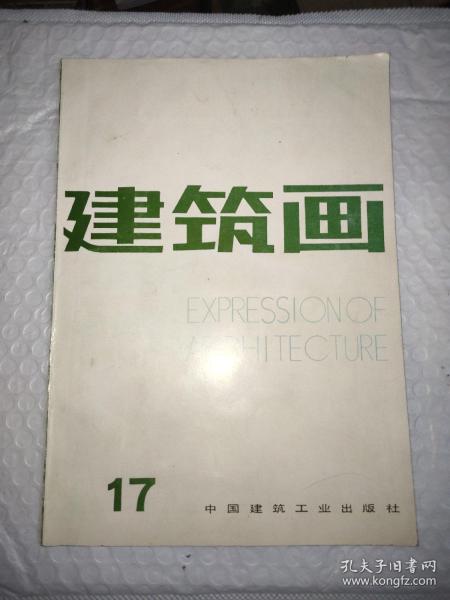 建筑画
EXPRESSION OF
ARCHITECTURE
17
中国建筑工业出版社
孔夫子旧书网
www.kongfz.com